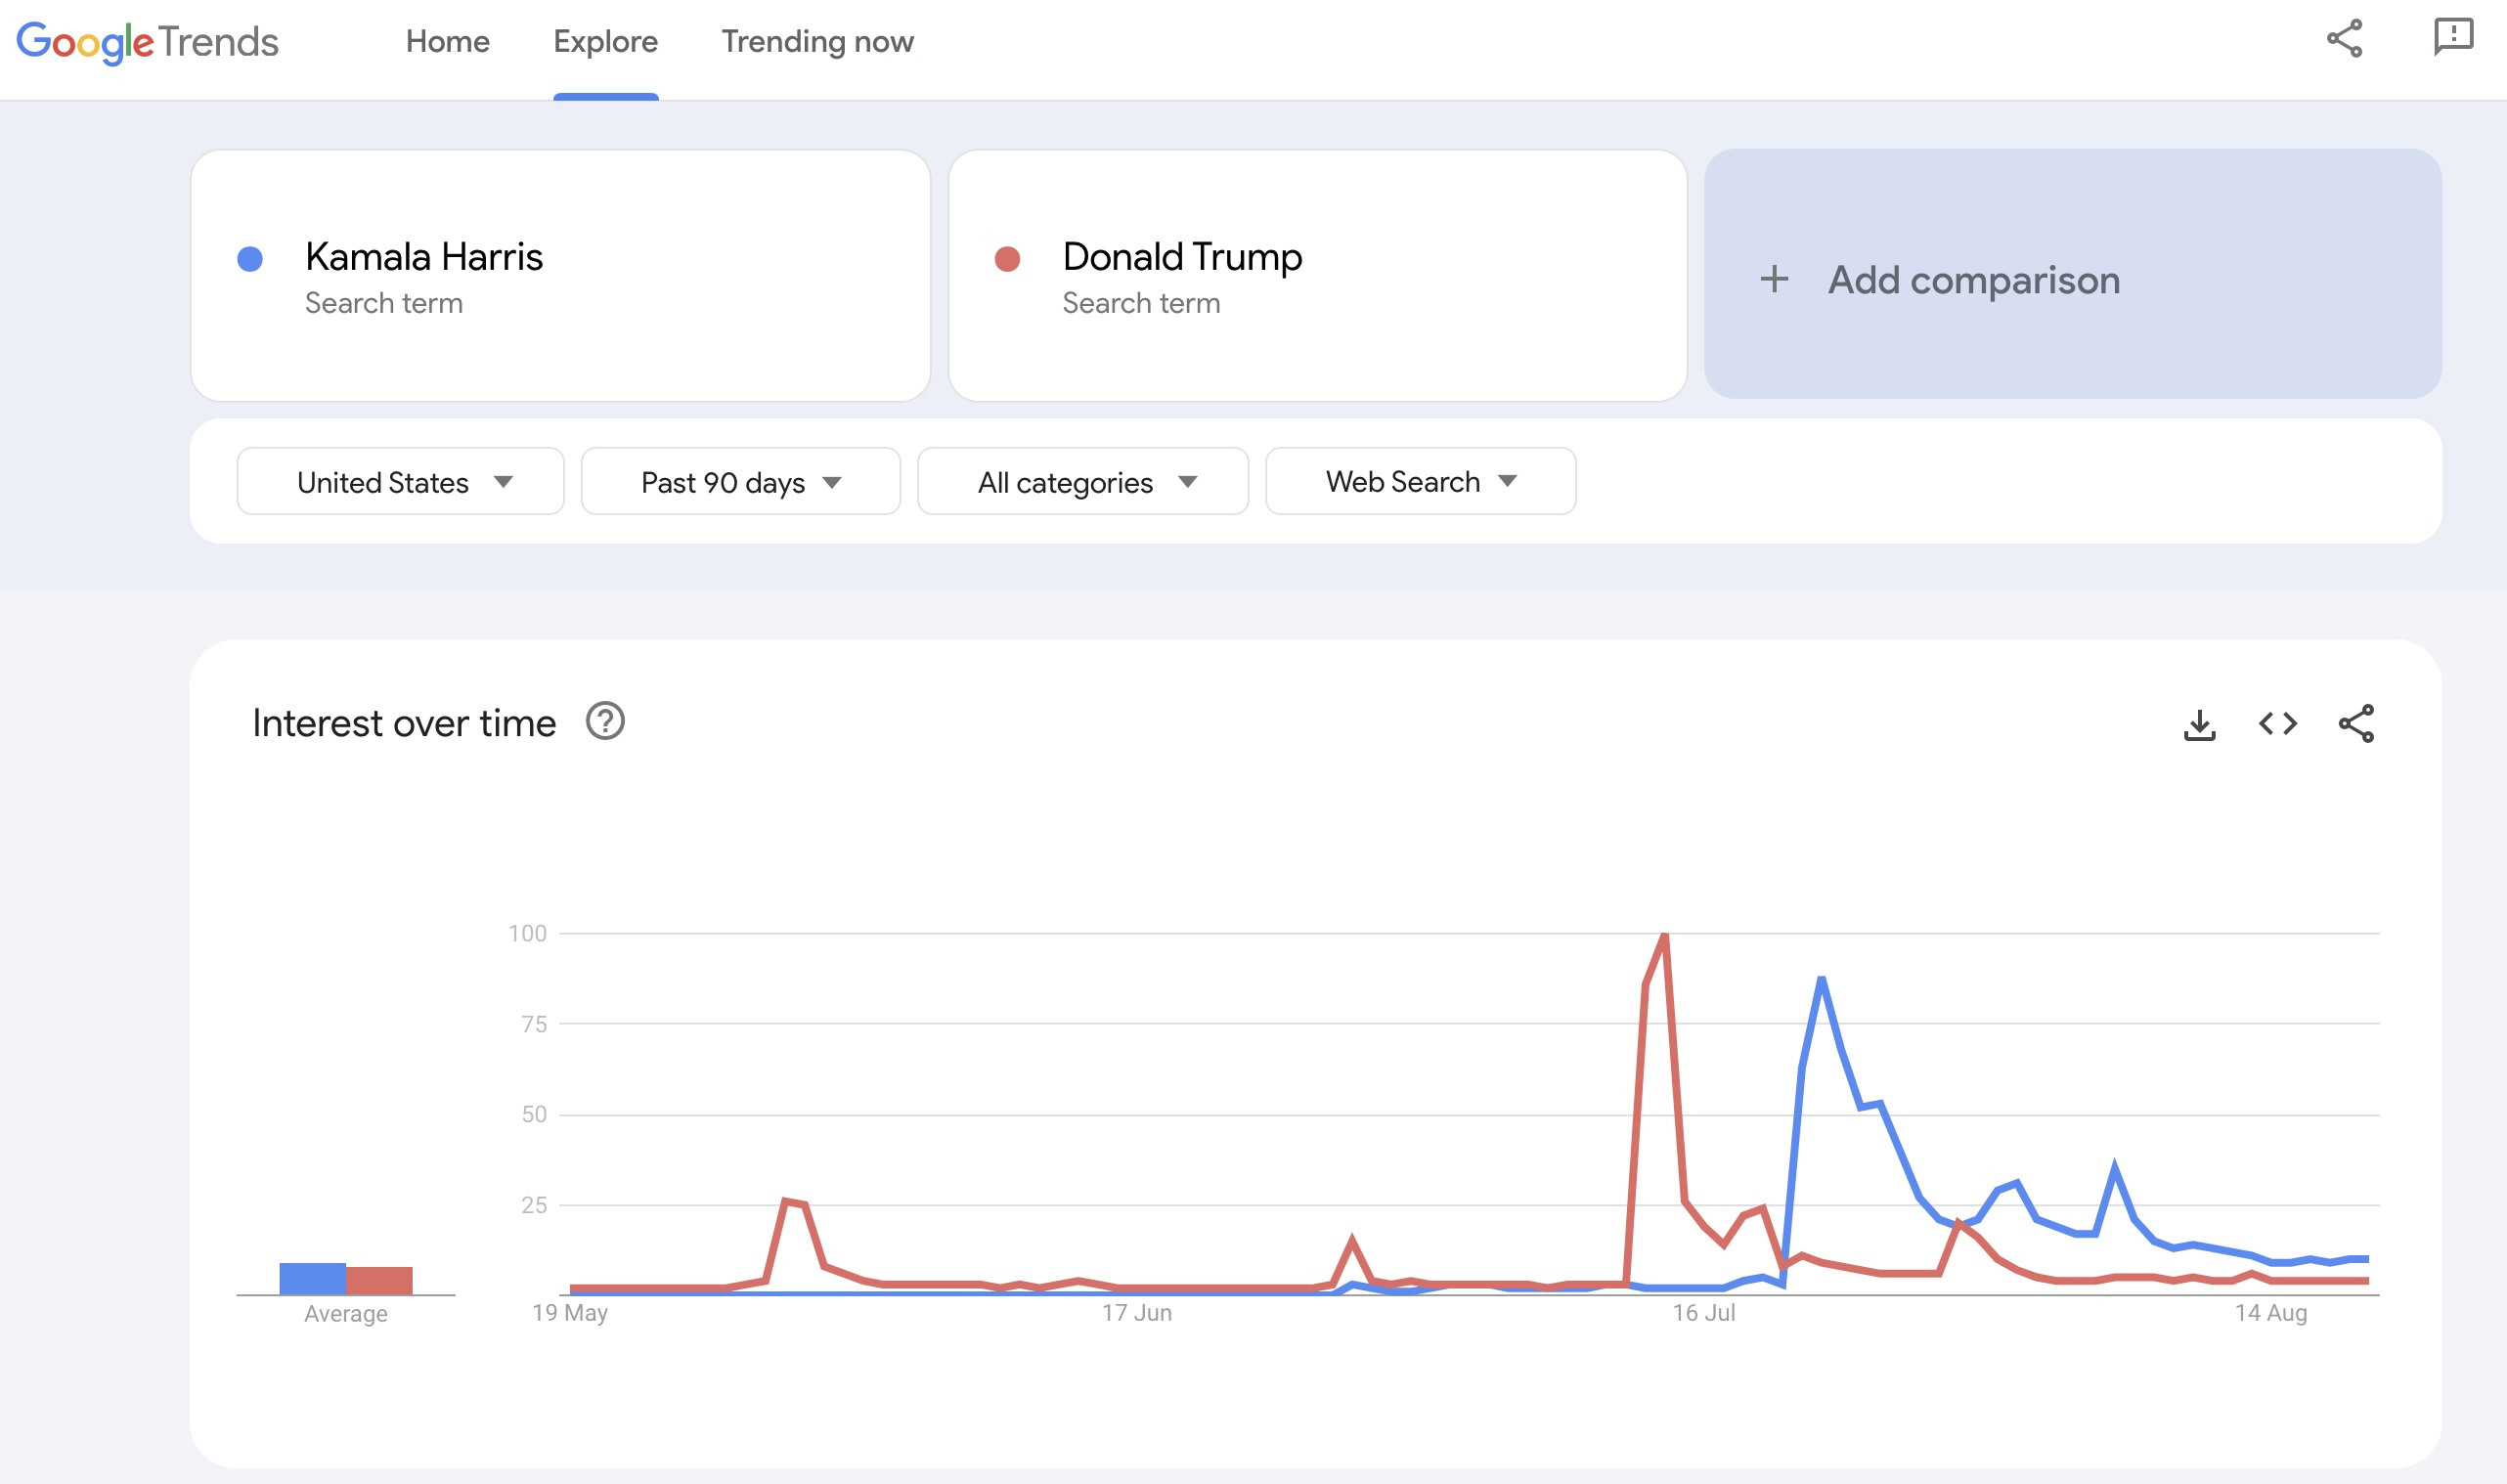 Google Trends Home Explore Trending now
Kamala Harris
Search term
Donald Trump
Search term
+ Add comparison
United States Past 90 days All categories Web Search
Interest over time
100
75
50
25
Average
19 May 17 Jun 16 Jul 14 Aug